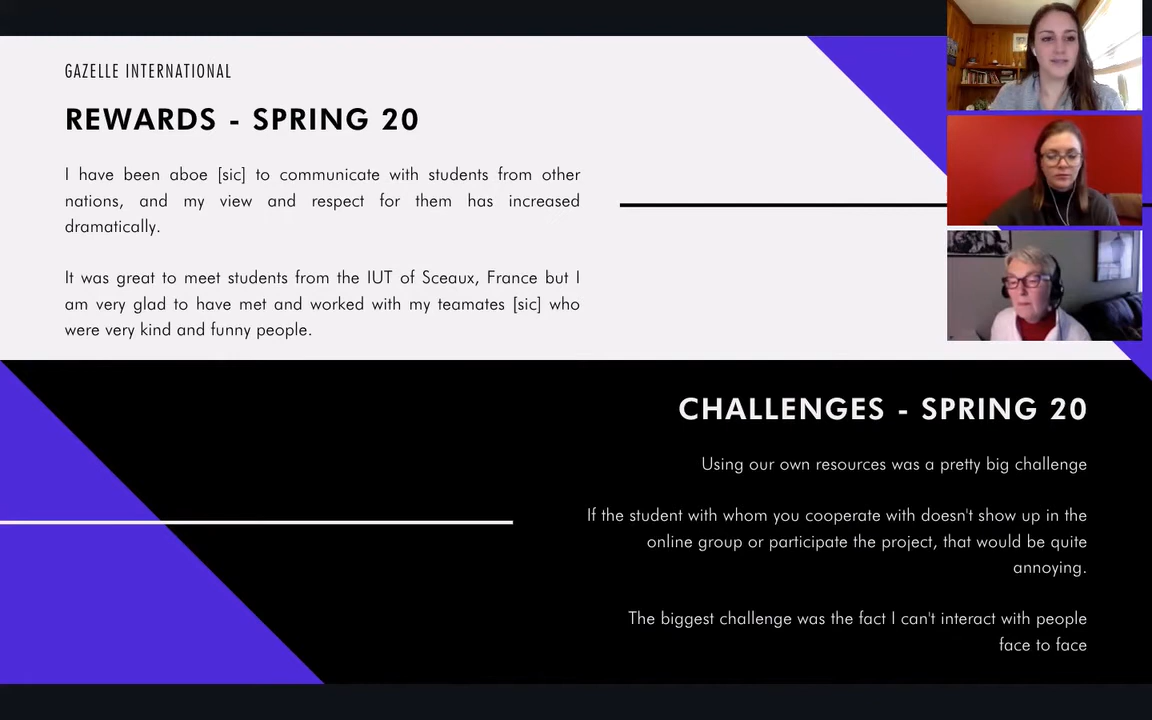 GAZELLE INTERNATIONAL
REWARDS - SPRING 20
I have been aboe [sic] to communicate with students from other
nations, and my view and respect for them has increased
dramatically.
It was great to meet students from the IUT of Sceaux, France but I
am very glad to have met and worked with my teamates [sic] who
were very kind and funny people.
CHALLENGES - SPRING 20
Using our own resources was a pretty big challenge
If the student with whom you cooperate with doesn't show up in the
online group or participate the project, that would be quite
annoying.
The biggest challenge was the fact I can't interact with people
face to face